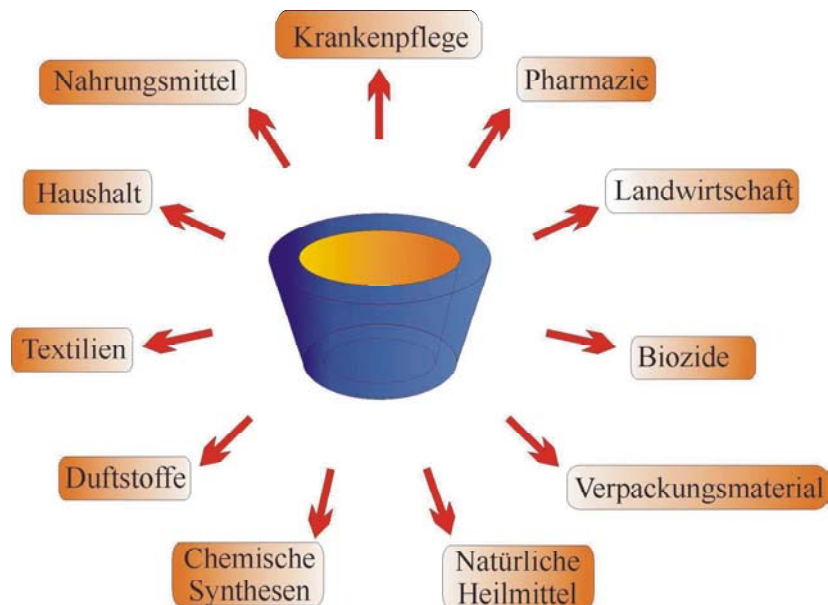 Krankenpflege
Nahrungsmittel
Pharmazie
Haushalt
Landwirtschaft
Textilien
Biozide
Duftstoffe
Verpackungsmaterial
Chemische
Synthesen
Natürliche
Heilmittel